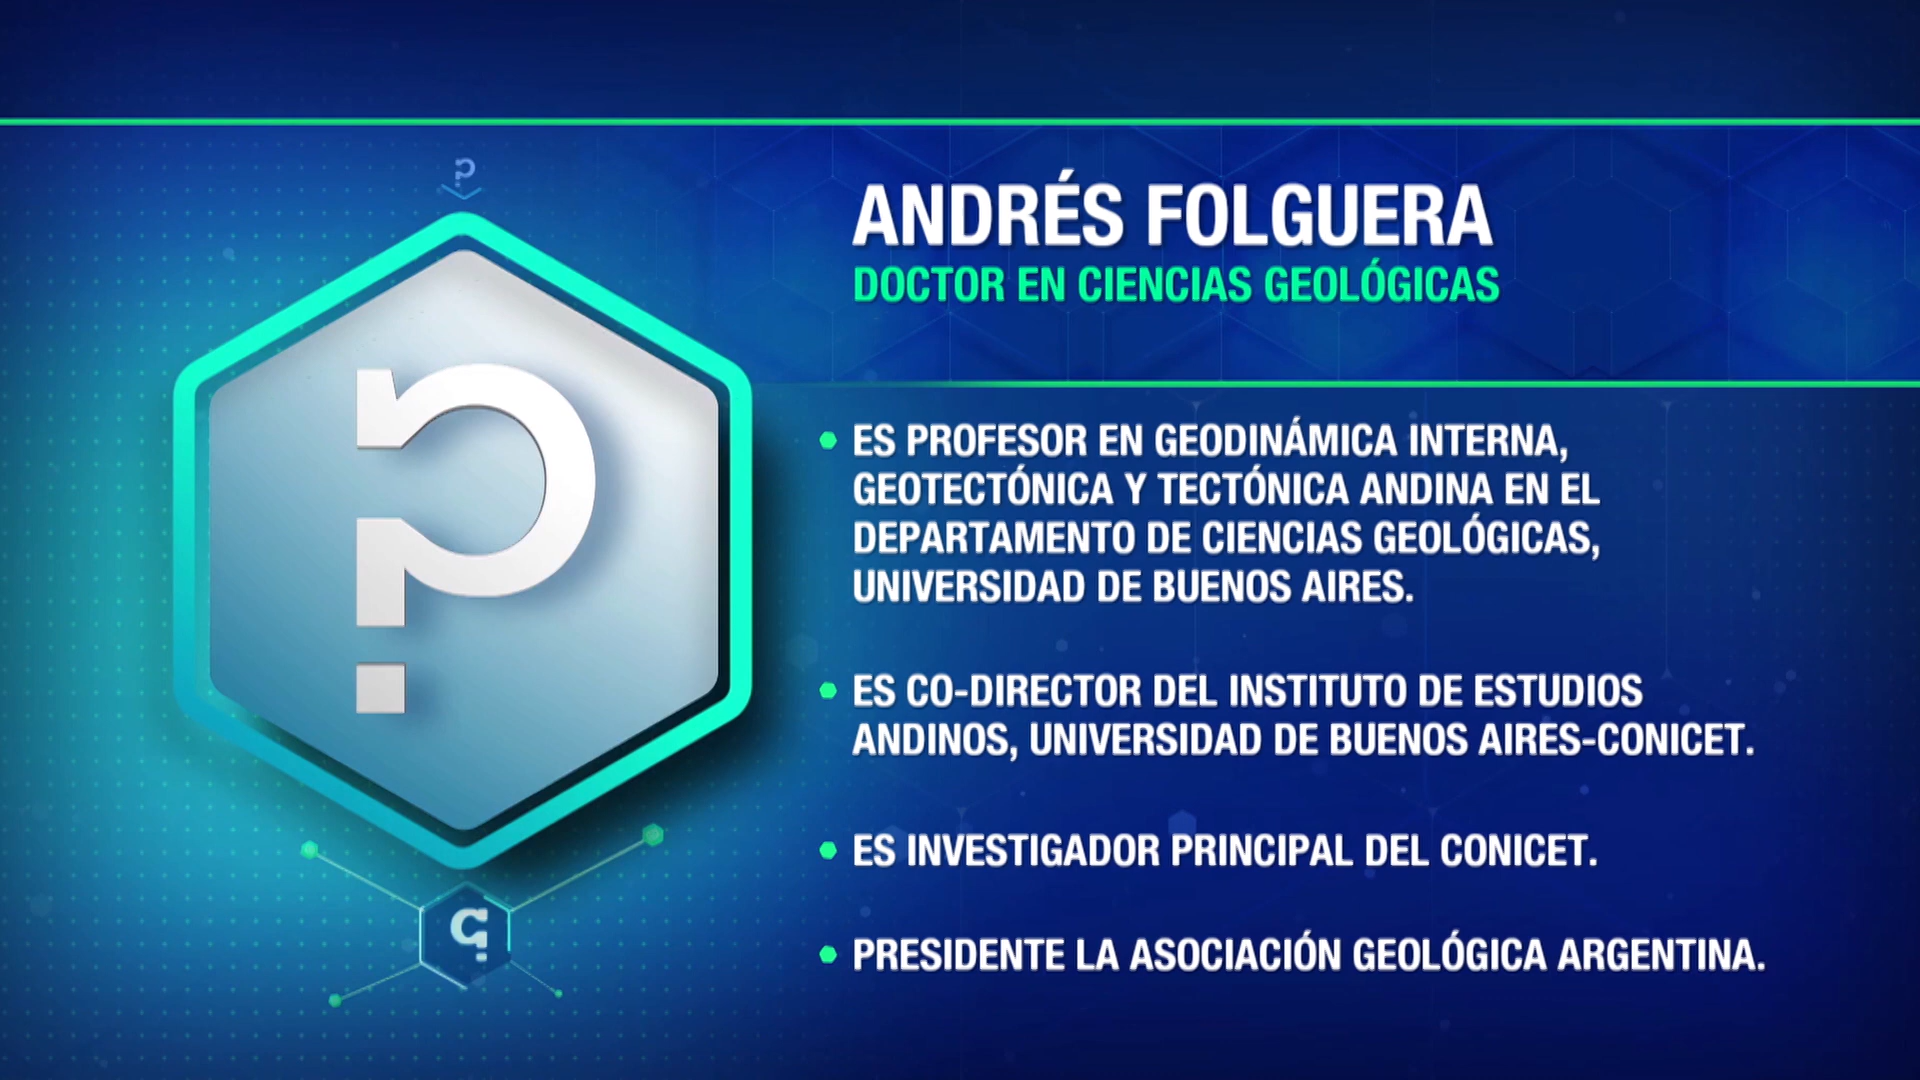 ANDRÉS FOLGUERA
DOCTOR EN CIENCIAS GEOLÓGICAS
ES PROFESOR EN GEODINÁMICA INTERNA,
GEOTECTÓNICA Y TECTÓNICA ANDINA EN EL
DEPARTAMENTO DE CIENCIAS GEOLÓGICAS,
UNIVERSIDAD DE BUENOS AIRES.
ES CO-DIRECTOR DEL INSTITUTO DE ESTUDIOS
ANDINOS, UNIVERSIDAD DE BUENOS AIRES-CONICET.
ES INVESTIGADOR PRINCIPAL DEL CONICET.
PRESIDENTE LA ASOCIACIÓN GEOLÓGICA ARGENTINA.